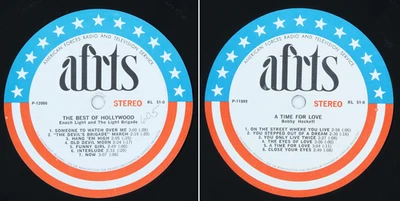 AMERICAN FORCES RADIO AND TELEVISION SERVICE
afrts
P-12000
STEREO
RL 51-0
THE BEST OF HOLLYWOOD
Enoch Light and The Light Brigade
605
1. SOMEONE TO WATCH OVER ME
2. "THE DEVIL'S BRIGADE" MARCH
3. HANG 'EM HIGH
4. OLD DEVIL MOON
5. FUNNY GIRL
6. INTERLUDE
7. NOW
AMERICAN FORCES RADIO AND TELEVISION SERVICE
afrts
STEREO
RL 51-0
A TIME FOR LOVE
Bobby Hackett
1. ON THE STREET WHERE YOU LIVE
2. YOU STEPPED OUT OF A DREAM
3. YOU ONLY LIVE TWICE
4. THE EYES OF LOVE
5. A TIME FOR LOVE
6. CLOSE YOUR EYES